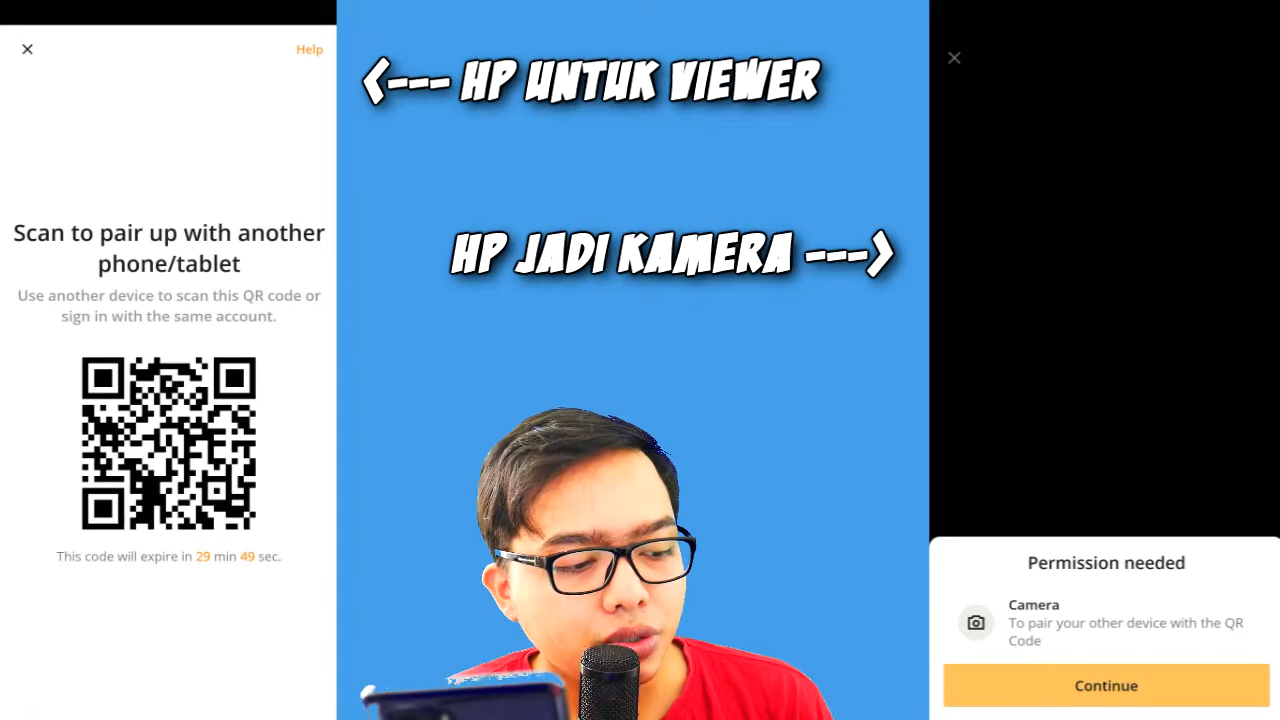 Help
Scan to pair up with another
phone/tablet
Use another device to scan this QR code or
sign in with the same account.
This code will expire in 29 min 49 sec.
<--- HP UNTUK VIEWER
HP JADI KAMERA --->
Permission needed
Camera
To pair your other device with the QR
Code
Continue